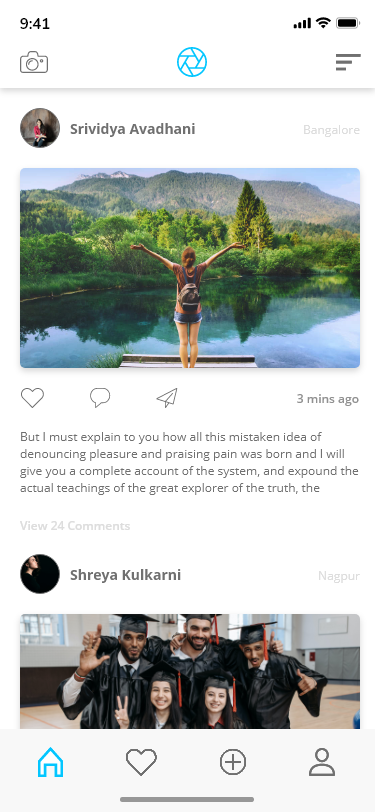 9:41
Srividya Avadhani
Bangalore
3 mins ago
But I must explain to you how all this mistaken idea of
denouncing pleasure and praising pain was born and I will
give you a complete account of the system, and expound the
actual teachings of the great explorer of the truth, the
View 24 Comments
Shreya Kulkarni
Nagpur